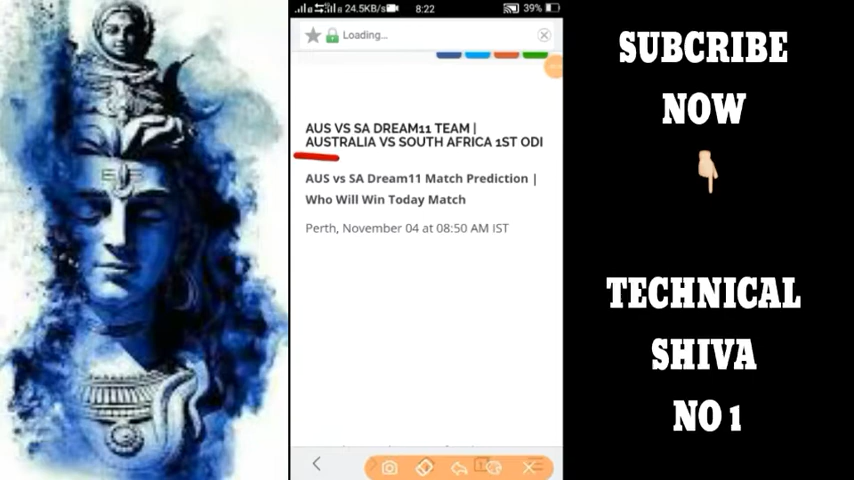 24.5KB/s
8:22
39%
Loading...
AUS VS SA DREAM11 TEAM |
AUSTRALIA VS SOUTH AFRICA 1ST ODI
AUS vs SA Dream11 Match Prediction |
Who Will Win Today Match
Perth, November 04 at 08:50 AM IST
SUBCRIBE
NOW
TECHNICAL
SHIVA
NO 1